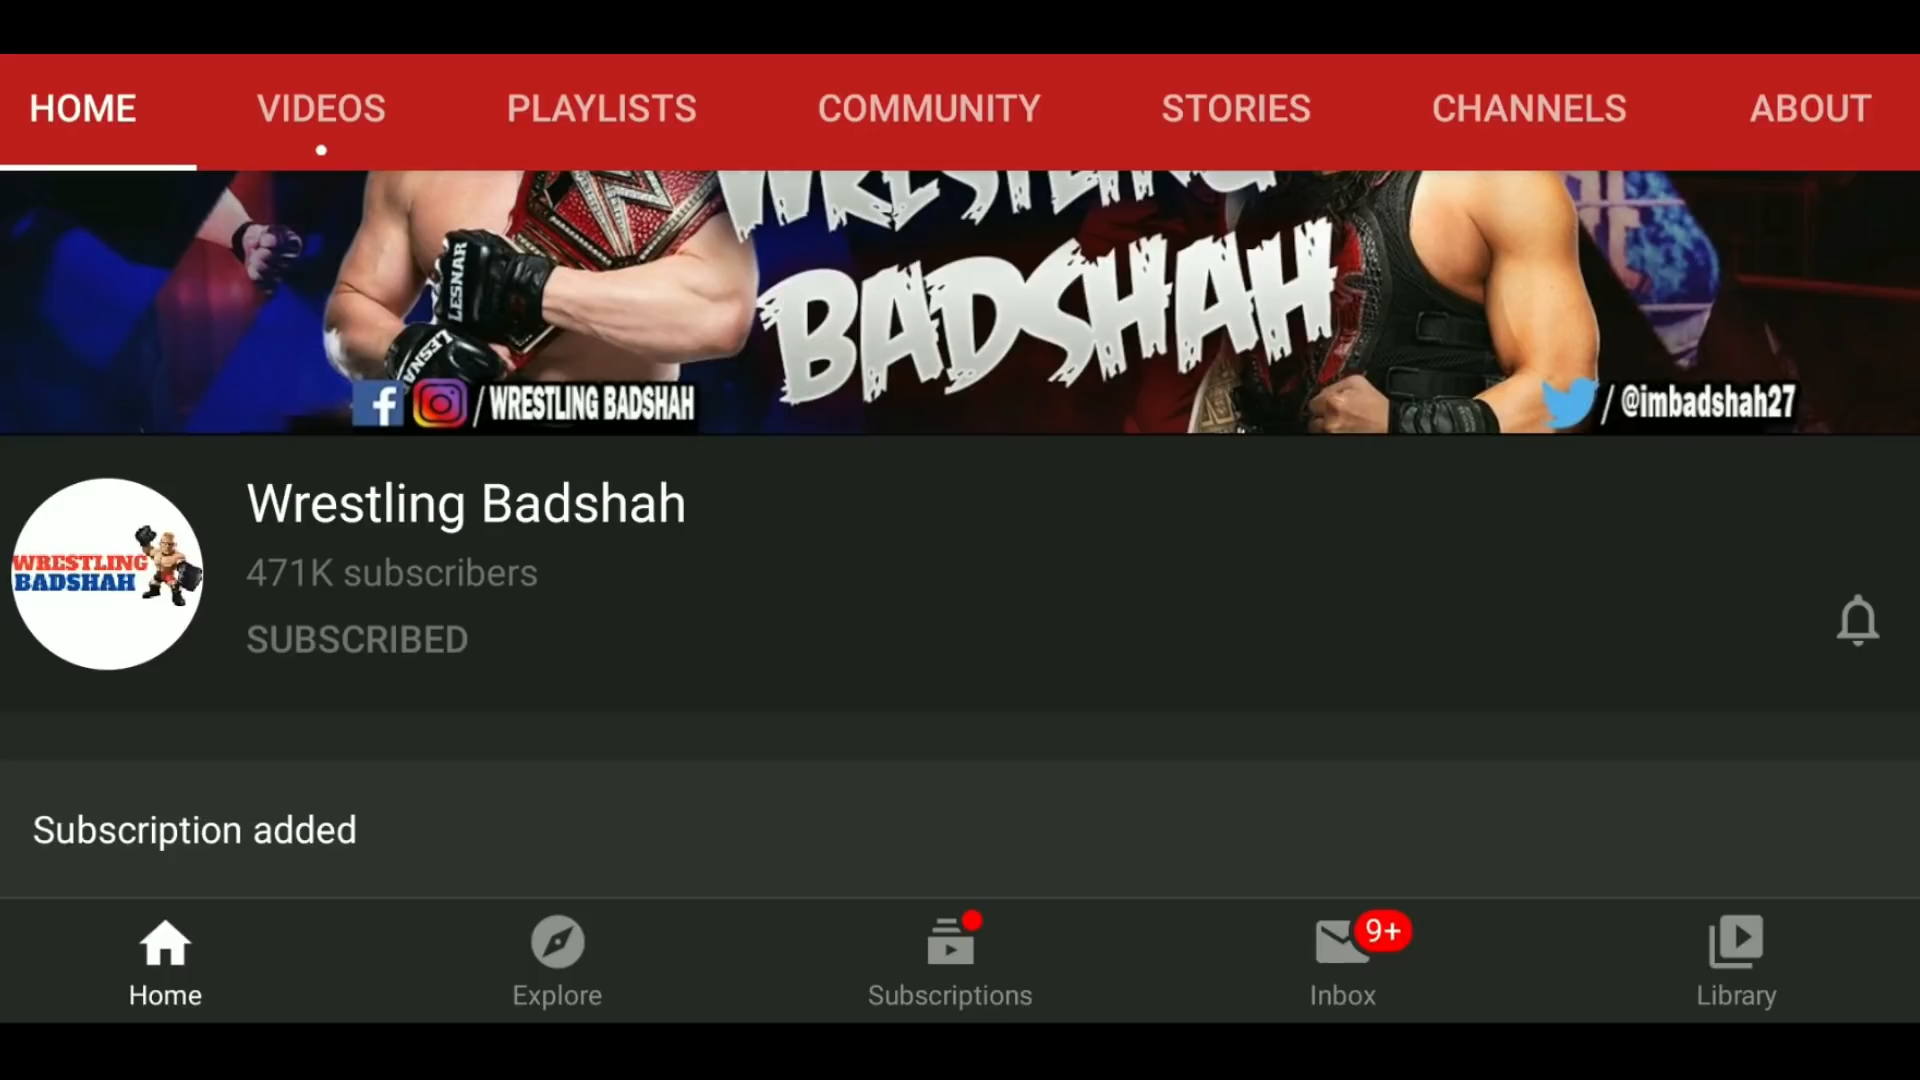 HOME VIDEOS PLAYLISTS COMMUNITY STORIES CHANNELS ABOUT
WRESTLING
BADSHAH
LESNAR
f / WRESTLING BADSHAH
/ @imbadshah27
WRESTLING
BADSHAH
Wrestling Badshah
471K subscribers
SUBSCRIBED
Subscription added
9+
Home Explore Subscriptions Inbox Library